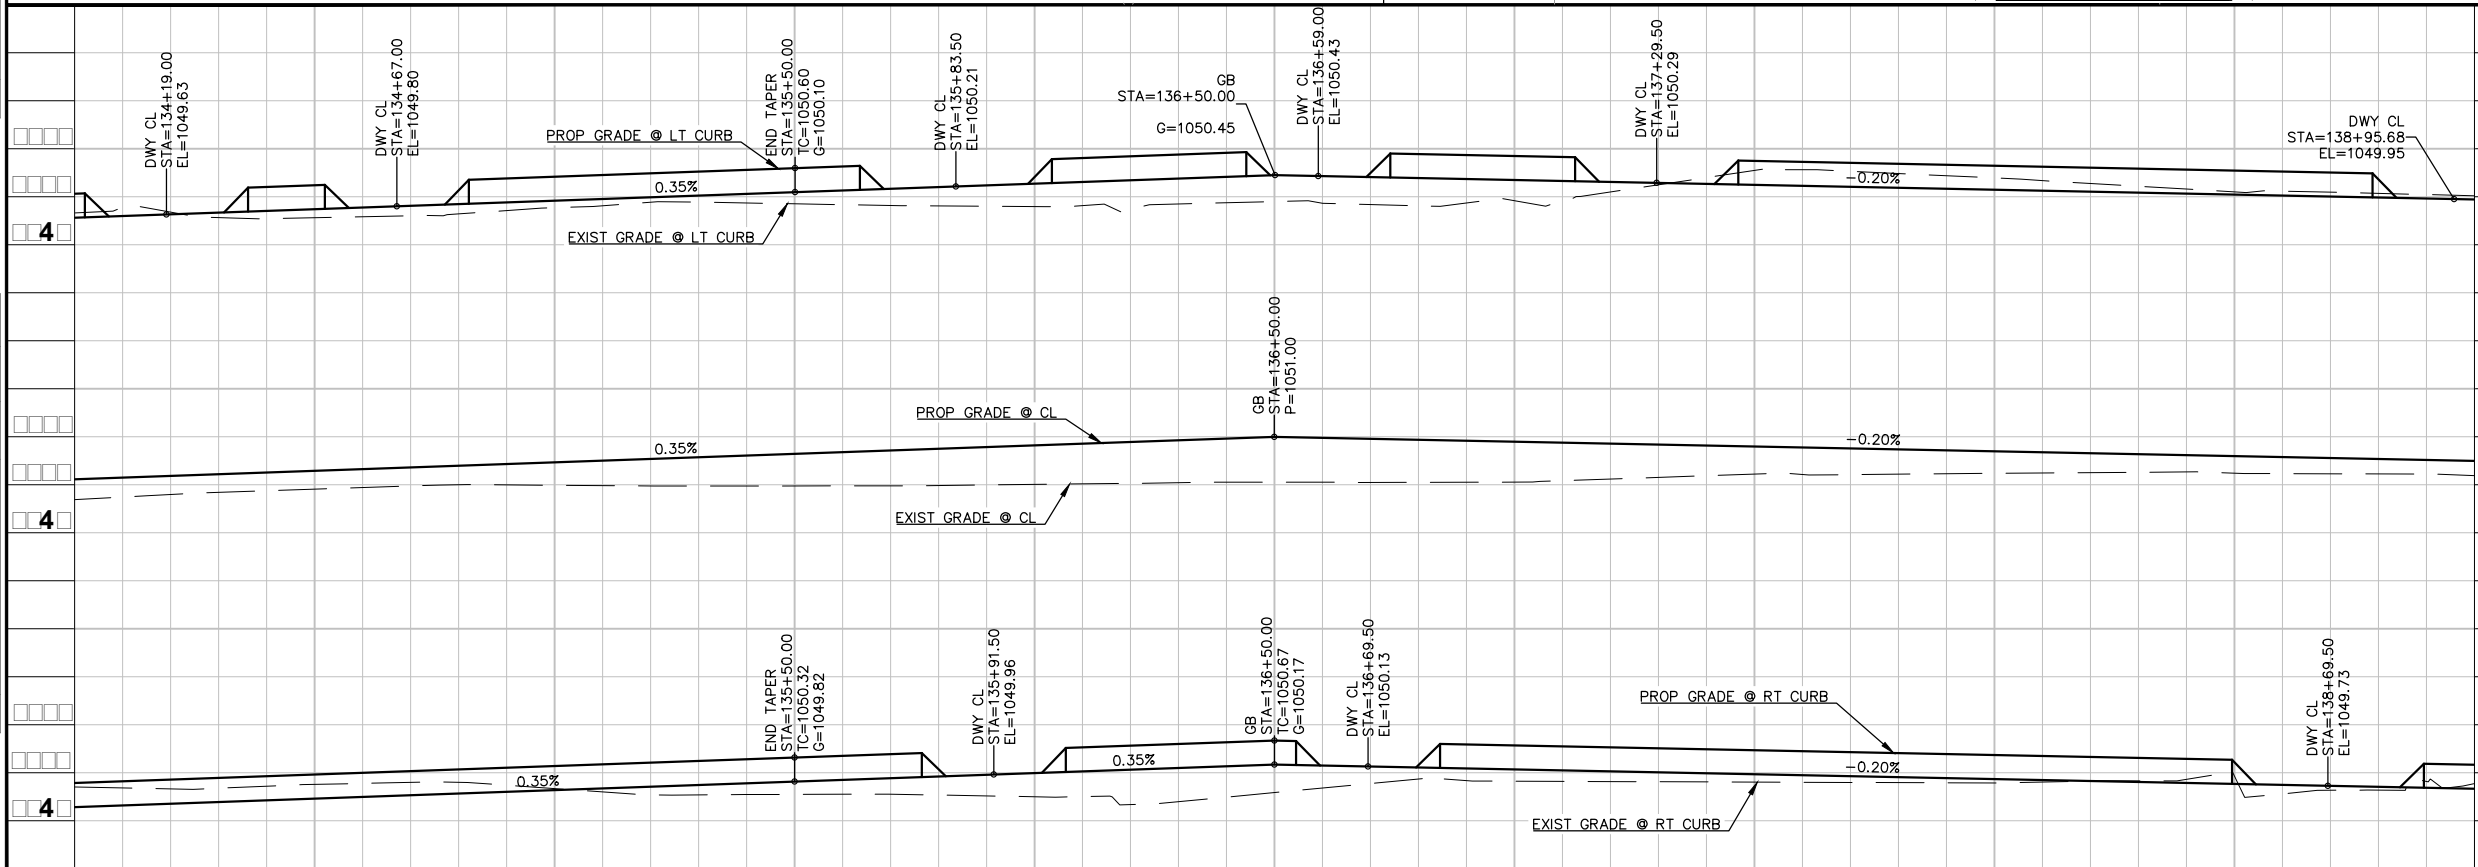 DWY CL
STA=134+19.00
EL=1049.63
DWY CL
STA=134+67.00
EL=1049.80
PROP GRADE @ LT CURB
END TAPER
STA=135+50.00
TC=1050.60
G=1050.10
DWY CL
STA=135+83.50
EL=1050.21
GB
STA=136+50.00
G=1050.45
DWY CL
STA=136+59.00
EL=1050.43
DWY CL
STA=137+29.50
EL=1050.29
DWY CL
STA=138+95.68
EL=1049.95
0.35%
-0.20%
EXIST GRADE @ LT CURB
4
GB
STA=136+50.00
P=1051.00
PROP GRADE @ CL
0.35%
-0.20%
EXIST GRADE @ CL
4
END TAPER
STA=135+50.00
TC=1050.32
G=1049.82
DWY CL
STA=135+91.50
EL=1049.96
GB
STA=136+50.00
TC=1050.67
G=1050.17
DWY CL
STA=136+69.50
EL=1050.13
PROP GRADE @ RT CURB
DWY CL
STA=138+69.50
EL=1049.73
0.35%
0.35%
-0.20%
EXIST GRADE @ RT CURB
4